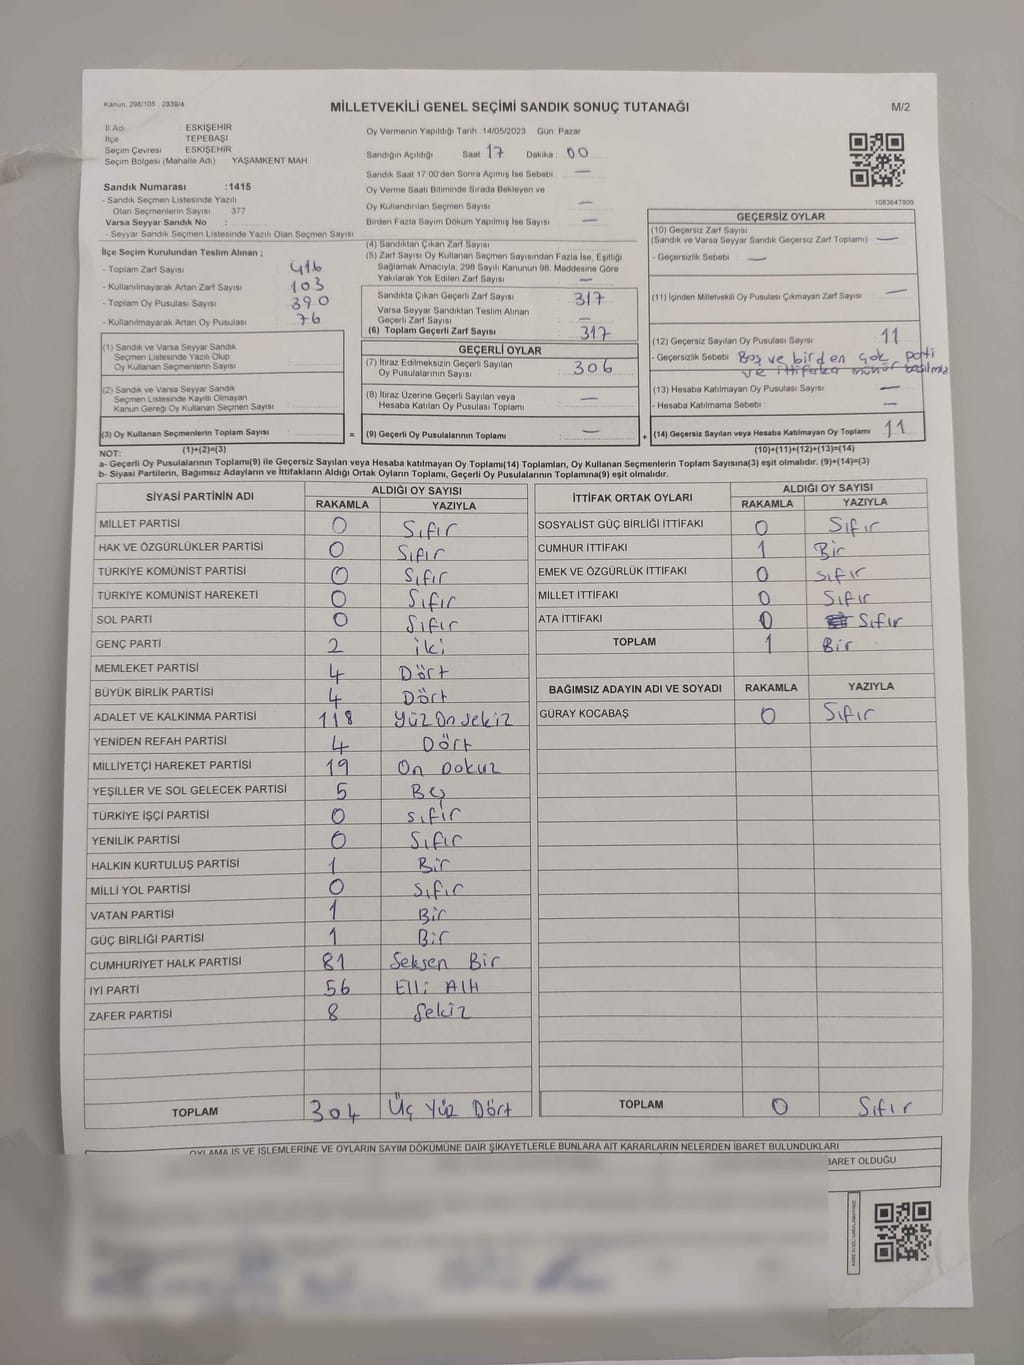 Kanun: 298/105 2839/4
MİLLETVEKİLİ GENEL SEÇİMİ SANDIK SONUÇ TUTANAĞI
M/2
İl Adı : ESKİŞEHİR
İlçe : TEPEBAŞI
Seçim Çevresi : ESKİŞEHİR
Seçim Bölgesi (Mahalle Adı) : YAŞAMKENT MAH.
Sandık Numarası :1415
- Sandık Seçmen Listesinde Yazılı
Olan Seçmenlerin Sayısı : 377
Varsa Seyyar Sandık No :
- Seyyar Sandık Seçmen Listesinde Yazılı Olan Seçmen Sayısı :
Oy Vermenin Yapıldığı Tarih : 14/05/2023 Gün: Pazar
Sandığın Açıldığı Saat : 17 Dakika : 00
Sandık Saat 17:00'den Sonra Açılmış İse Sebebi : —
Oy Verme Saati Bitiminde Sırada Bekleyen ve
Oy Kullandırılan Seçmen Sayısı —
Birden Fazla Sayım Döküm Yapılmış İse Sayısı —
1083647809
İlçe Seçim Kurulundan Teslim Alınan ;
- Toplam Zarf Sayısı : 416
- Kullanılmayarak Artan Zarf Sayısı : 103
- Toplam Oy Pusulası Sayısı : 390
- Kullanılmayarak Artan Oy Pusulası : 76
(1) Sandık ve Varsa Seyyar Sandık
Seçmen Listesinde Yazılı Olup
Oy Kullanan Seçmenlerin Sayısı
(2) Sandık ve Varsa Seyyar Sandık
Seçmen Listesinde Kayıtlı Olmayan
Kanun Gereği Oy Kullanan Seçmen Sayısı
(3) Oy Kullanan Seçmenlerin Toplam Sayısı
(1)+(2)=(3)
(4) Sandıktan Çıkan Zarf Sayısı
(5) Zarf Sayısı Oy Kullanan Seçmen Sayısından Fazla İse, Eşitliği
Sağlamak Amacıyla, 298 Sayılı Kanunun 98. Maddesine Göre
Yakılarak Yok Edilen Zarf Sayısı : —
Sandıkta Çıkan Geçerli Zarf Sayısı 317
Varsa Seyyar Sandıktan Teslim Alınan
Geçerli Zarf Sayısı —
(6) Toplam Geçerli Zarf Sayısı 317
GEÇERLİ OYLAR
(7) İtiraz Edilmeksizin Geçerli Sayılan
Oy Pusulalarının Sayısı 306
(8) İtiraz Üzerine Geçerli Sayılan veya
Hesaba Katılan Oy Pusulası Toplamı —
= (9) Geçerli Oy Pusulalarının Toplamı —
GEÇERSİZ OYLAR
(10) Geçersiz Zarf Sayısı
(Sandık ve Varsa Seyyar Sandık Geçersiz Zarf Toplamı) —
- Geçersizlik Sebebi : —
(11) İçinden Milletvekili Oy Pusulası Çıkmayan Zarf Sayısı —
(12) Geçersiz Sayılan Oy Pusulası Sayısı : 11
- Geçersizlik Sebebi : Boş ve birden çok parti
ve ittifaka mühür basılmış
(13) Hesaba Katılmayan Oy Pusulası Sayısı : —
- Hesaba Katılmama Sebebi : —
+ (14) Geçersiz Sayılan veya Hesaba Katılmayan Oy Toplamı 11
(10)+(11)+(12)+(13)=(14)
NOT:
a- Geçerli Oy Pusulalarının Toplamı(9) ile Geçersiz Sayılan veya Hesaba katılmayan Oy Toplamı(14) Toplamları, Oy Kullanan Seçmenlerin Toplam Sayısına(3) eşit olmalıdır. (9)+(14)=(3)
b- Siyasi Partilerin, Bağımsız Adayların ve İttifakların Aldığı Ortak Oyların Toplamı, Geçerli Oy Pusulalarının Toplamına(9) eşit olmalıdır.
SİYASİ PARTİNİN ADI ALDIĞI OY SAYISI
RAKAMLA YAZIYLA
MİLLET PARTİSİ 0 Sıfır
HAK VE ÖZGÜRLÜKLER PARTİSİ 0 Sıfır
TÜRKİYE KOMÜNİST PARTİSİ 0 Sıfır
TÜRKİYE KOMÜNİST HAREKETİ 0 Sıfır
SOL PARTİ 0 Sıfır
GENÇ PARTİ 2 iki
MEMLEKET PARTİSİ 4 Dört
BÜYÜK BİRLİK PARTİSİ 4 Dört
ADALET VE KALKINMA PARTİSİ 118 Yüz On Sekiz
YENİDEN REFAH PARTİSİ 4 Dört
MİLLİYETÇİ HAREKET PARTİSİ 19 On Dokuz
YEŞİLLER VE SOL GELECEK PARTİSİ 5 Beş
TÜRKİYE İŞÇİ PARTİSİ 0 Sıfır
YENİLİK PARTİSİ 0 Sıfır
HALKIN KURTULUŞ PARTİSİ 1 Bir
MİLLİ YOL PARTİSİ 0 Sıfır
VATAN PARTİSİ 1 Bir
GÜÇ BİRLİĞİ PARTİSİ 1 Bir
CUMHURİYET HALK PARTİSİ 81 Seksen Bir
İYİ PARTİ 56 Elli Altı
ZAFER PARTİSİ 8 Sekiz
TOPLAM 304 Üç Yüz Dört
İTTİFAK ORTAK OYLARI ALDIĞI OY SAYISI
RAKAMLA YAZIYLA
SOSYALİST GÜÇ BİRLİĞİ İTTİFAKI 0 Sıfır
CUMHUR İTTİFAKI 1 Bir
EMEK VE ÖZGÜRLÜK İTTİFAKI 0 Sıfır
MİLLET İTTİFAKI 0 Sıfır
ATA İTTİFAKI 0 Sıfır
TOPLAM 1 Bir
BAĞIMSIZ ADAYIN ADI VE SOYADI RAKAMLA YAZIYLA
GÜRAY KOCABAŞ 0 Sıfır
TOPLAM 0 Sıfır
OYLAMA İŞ VE İŞLEMLERİNE VE OYLARIN SAYIM DÖKÜMÜNE DAİR ŞİKAYETLERLE BUNLARA AİT KARARLARIN NELERDEN İBARET BULUNDUKLARI
BARET OLDUĞU